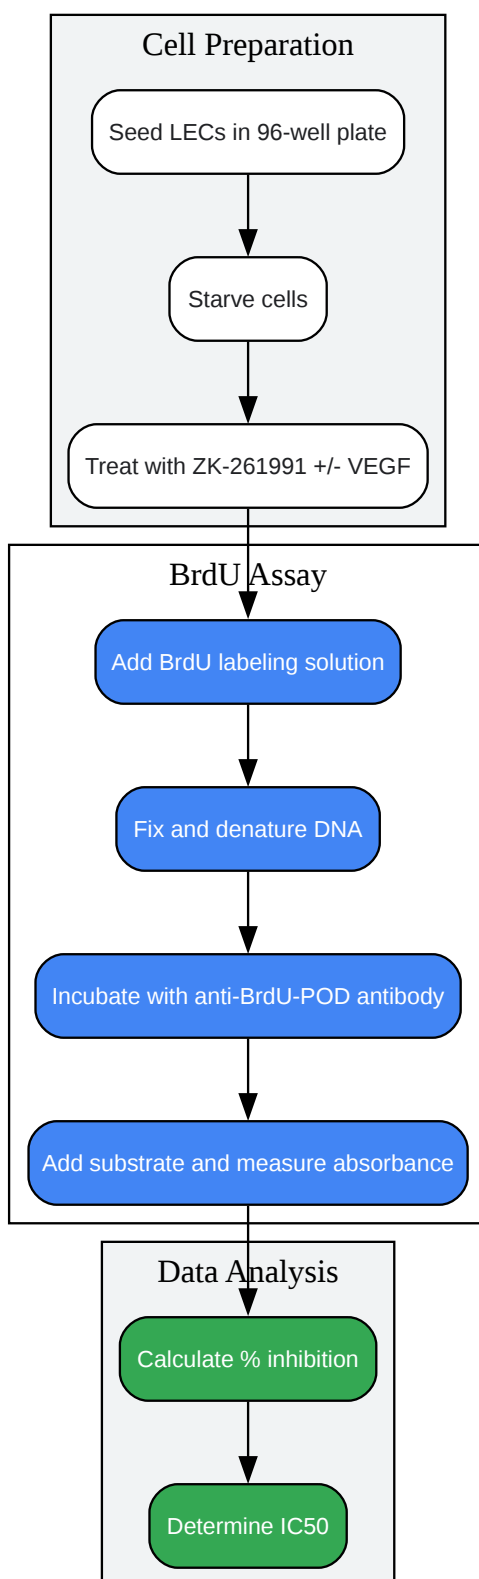 Cell Preparation
Seed LECs in 96-well plate
Starve cells
Treat with ZK-261991 +/- VEGF
BrdU Assay
Add BrdU labeling solution
Fix and denature DNA
Incubate with anti-BrdU-POD antibody
Add substrate and measure absorbance
Data Analysis
Calculate % inhibition
Determine IC50